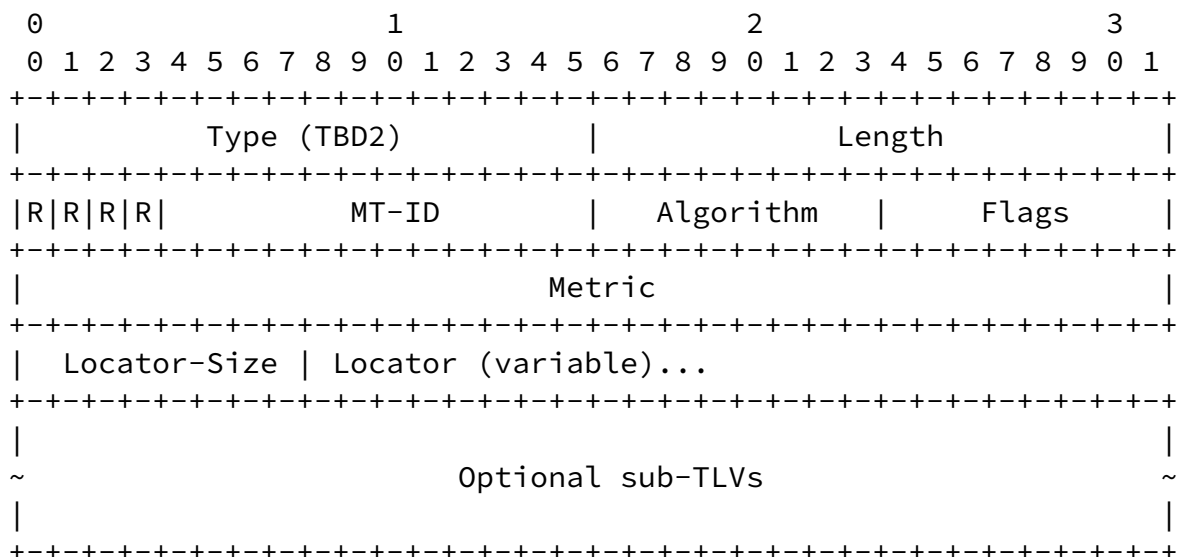 0                   1                   2                   3
 0 1 2 3 4 5 6 7 8 9 0 1 2 3 4 5 6 7 8 9 0 1 2 3 4 5 6 7 8 9 0 1
+-+-+-+-+-+-+-+-+-+-+-+-+-+-+-+-+-+-+-+-+-+-+-+-+-+-+-+-+-+-+-+-+
|          Type (TBD2)          |             Length            |
+-+-+-+-+-+-+-+-+-+-+-+-+-+-+-+-+-+-+-+-+-+-+-+-+-+-+-+-+-+-+-+-+
|R|R|R|R|          MT-ID        |   Algorithm   |     Flags     |
+-+-+-+-+-+-+-+-+-+-+-+-+-+-+-+-+-+-+-+-+-+-+-+-+-+-+-+-+-+-+-+-+
|                             Metric                            |
+-+-+-+-+-+-+-+-+-+-+-+-+-+-+-+-+-+-+-+-+-+-+-+-+-+-+-+-+-+-+-+-+
|  Locator-Size | Locator (variable)...
+-+-+-+-+-+-+-+-+-+-+-+-+-+-+-+-+-+-+-+-+-+-+-+-+-+-+-+-+-+-+-+-+
|                                                               |
~                        Optional sub-TLVs                      ~
|                                                               |
+-+-+-+-+-+-+-+-+-+-+-+-+-+-+-+-+-+-+-+-+-+-+-+-+-+-+-+-+-+-+-+-+